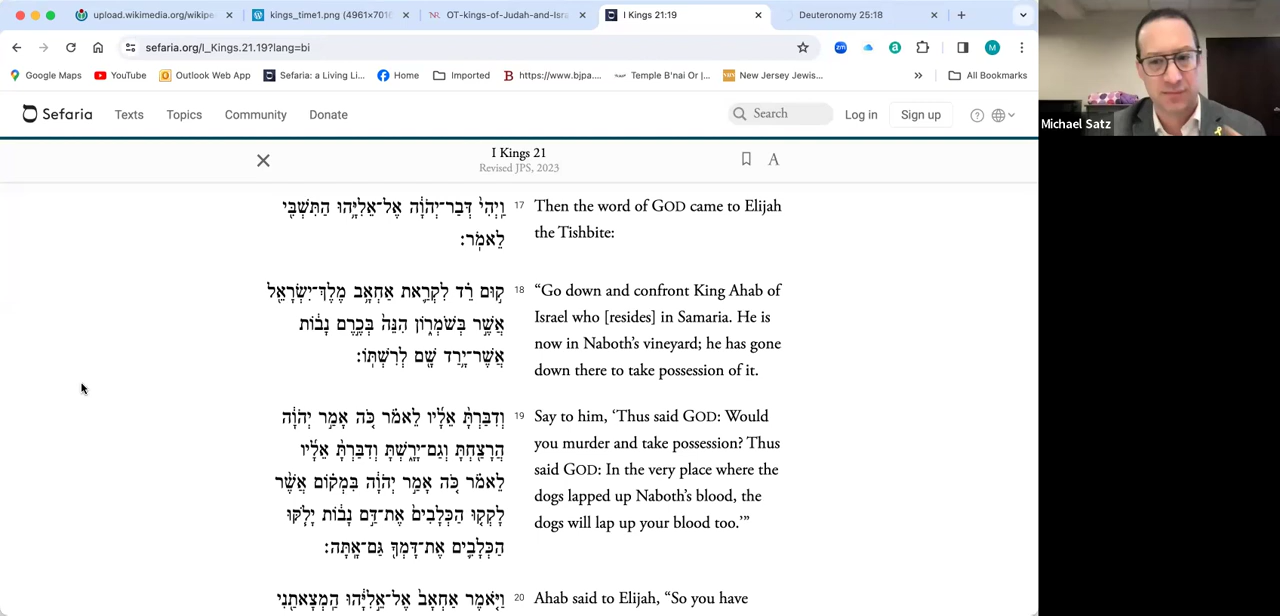 upload.wikimedia.org/wikipe
kings_time1.png (4961×701
OT-kings-of-Judah-and-Isra
I Kings 21:19
Deuteronomy 25:18
sefaria.org/I_Kings.21.19?lang=bi
Google Maps
YouTube
Outlook Web App
Sefaria: a Living Li...
Home
Imported
https://www.bjpa....
Temple B'nai Or |...
New Jersey Jewis...
All Bookmarks
Sefaria
Texts
Topics
Community
Donate
Search
Log in
Sign up
I Kings 21
Revised JPS, 2023
A
וַֽיְהִי֙ דְּבַר־יְהֹוָ֔ה אֶל־אֵלִיָּ֥הוּ הַתִּשְׁבִּ֖י
לֵאמֹֽר׃
17
Then the word of GOD came to Elijah
the Tishbite:
ק֣וּם רֵ֗ד לִקְרַ֛את אַחְאָ֥ב מֶלֶךְ־יִשְׂרָאֵ֖ל
אֲשֶׁ֣ר בְּשֹׁמְר֑וֹן הִנֵּה֙ בְּכֶ֣רֶם נָב֔וֹת
אֲשֶׁר־יָ֥רַד שָׁ֖ם לְרִשְׁתּֽוֹ׃
18
“Go down and confront King Ahab of
Israel who [resides] in Samaria. He is
now in Naboth’s vineyard; he has gone
down there to take possession of it.
וְדִבַּרְתָּ֨ אֵלָ֜יו לֵאמֹ֗ר כֹּ֚ה אָמַ֣ר יְהֹוָ֔ה
הֲרָצַ֖חְתָּ וְגַם־יָרָ֑שְׁתָּ וְדִבַּרְתָּ֨ אֵלָ֜יו
לֵאמֹ֗ר כֹּ֚ה אָמַ֣ר יְהֹוָ֔ה בִּמְק֗וֹם אֲשֶׁ֨ר
לָקְק֤וּ הַכְּלָבִים֙ אֶת־דַּ֣ם נָב֔וֹת יָלֹ֧קּוּ
הַכְּלָבִ֛ים אֶת־דָּמְךָ֖ גַּם־אָֽתָּה׃
19
Say to him, ‘Thus said GOD: Would
you murder and take possession? Thus
said GOD: In the very place where the
dogs lapped up Naboth’s blood, the
dogs will lap up your blood too.’”
וַיֹּ֤אמֶר אַחְאָב֙ אֶל־אֵ֣לִיָּ֔הוּ הַֽמְצָאתַ֖נִי
20
Ahab said to Elijah, “So you have
Michael Satz